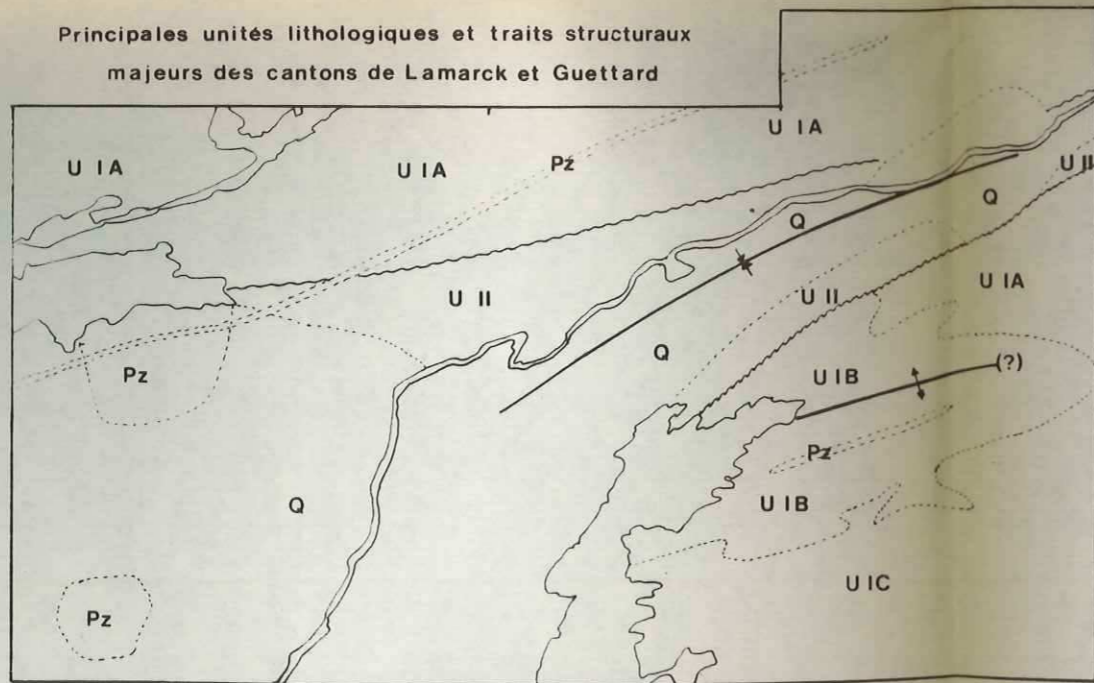 Principales unités lithologiques et traits structuraux
majeurs des cantons de Lamarck et Guettard
U IA
U IA
U IA
Pz
U II
Q
Q
U II
U II
U IA
Q
Pz
U IB
(?)
Pz
U IB
Q
U IC
Pz